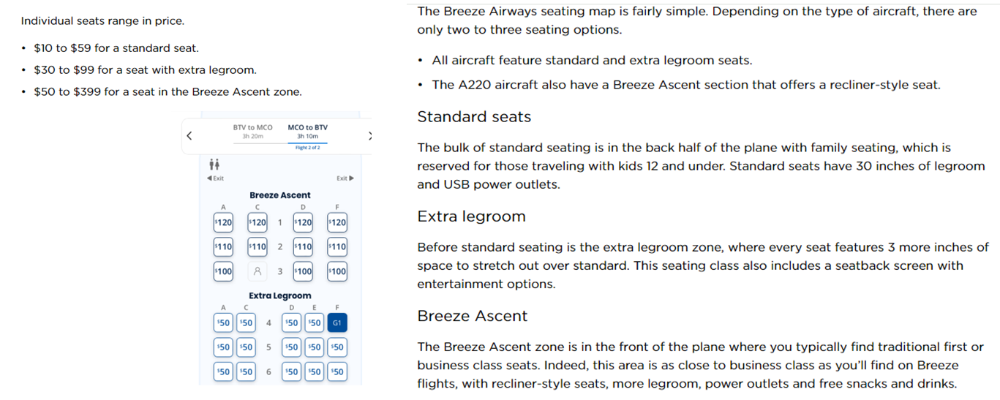 Individual seats range in price.
• $10 to $59 for a standard seat.
• $30 to $99 for a seat with extra legroom.
• $50 to $399 for a seat in the Breeze Ascent zone.
BTV to MCO MCO to BTV
3h 20m 3h 10m
Flight 2 of 2
Exit Exit
Breeze Ascent
A C D F
$120 $120 1 $120 $120
$110 $110 2 $110 $110
$100 3 $100 $100
Extra Legroom
A C D E F
$50 $50 4 $50 $50 G1
$50 $50 5 $50 $50 $50
$50 $50 6 $50 $50 $50
The Breeze Airways seating map is fairly simple. Depending on the type of aircraft, there are
only two to three seating options.
• All aircraft feature standard and extra legroom seats.
• The A220 aircraft also have a Breeze Ascent section that offers a recliner-style seat.
Standard seats
The bulk of standard seating is in the back half of the plane with family seating, which is
reserved for those traveling with kids 12 and under. Standard seats have 30 inches of legroom
and USB power outlets.
Extra legroom
Before standard seating is the extra legroom zone, where every seat features 3 more inches of
space to stretch out over standard. This seating class also includes a seatback screen with
entertainment options.
Breeze Ascent
The Breeze Ascent zone is in the front of the plane where you typically find traditional first or
business class seats. Indeed, this area is as close to business class as you’ll find on Breeze
flights, with recliner-style seats, more legroom, power outlets and free snacks and drinks.